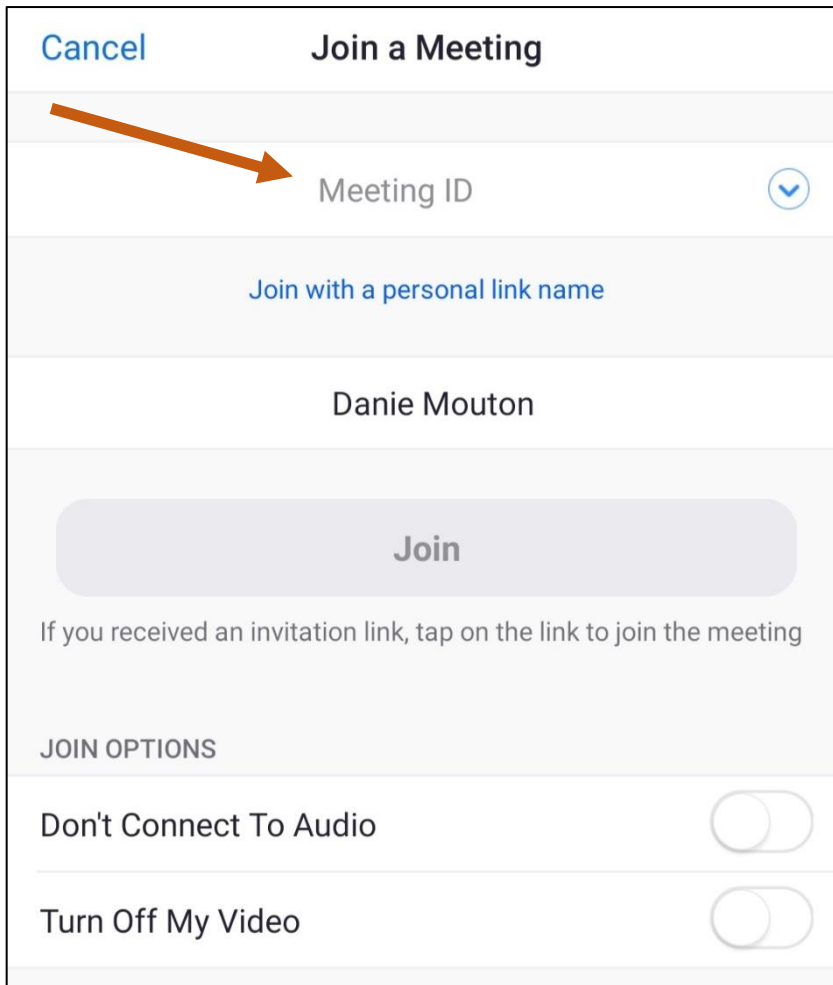 Cancel Join a Meeting
Meeting ID
Join with a personal link name
Danie Mouton
Join
If you received an invitation link, tap on the link to join the meeting
JOIN OPTIONS
Don't Connect To Audio
Turn Off My Video